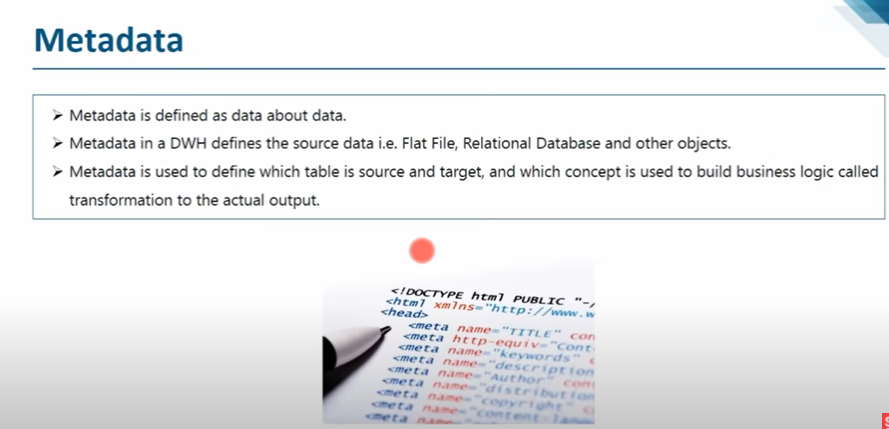 Metadata
➤ Metadata is defined as data about data.
➤ Metadata in a DWH defines the source data i.e. Flat File, Relational Database and other objects.
➤ Metadata is used to define which table is source and target, and which concept is used to build business logic called
transformation to the actual output.
<!DOCTYPE html PUBLIC "-/
<html xmlns="http://www.w
<head>
<meta name="TITLE" con
<meta http-equiv="Cont
<meta name="keywords" c
<meta name="description
<meta name="Author" con
<meta name="distributio
<meta name="copyright" c
<meta name="content-lang
<meta name=